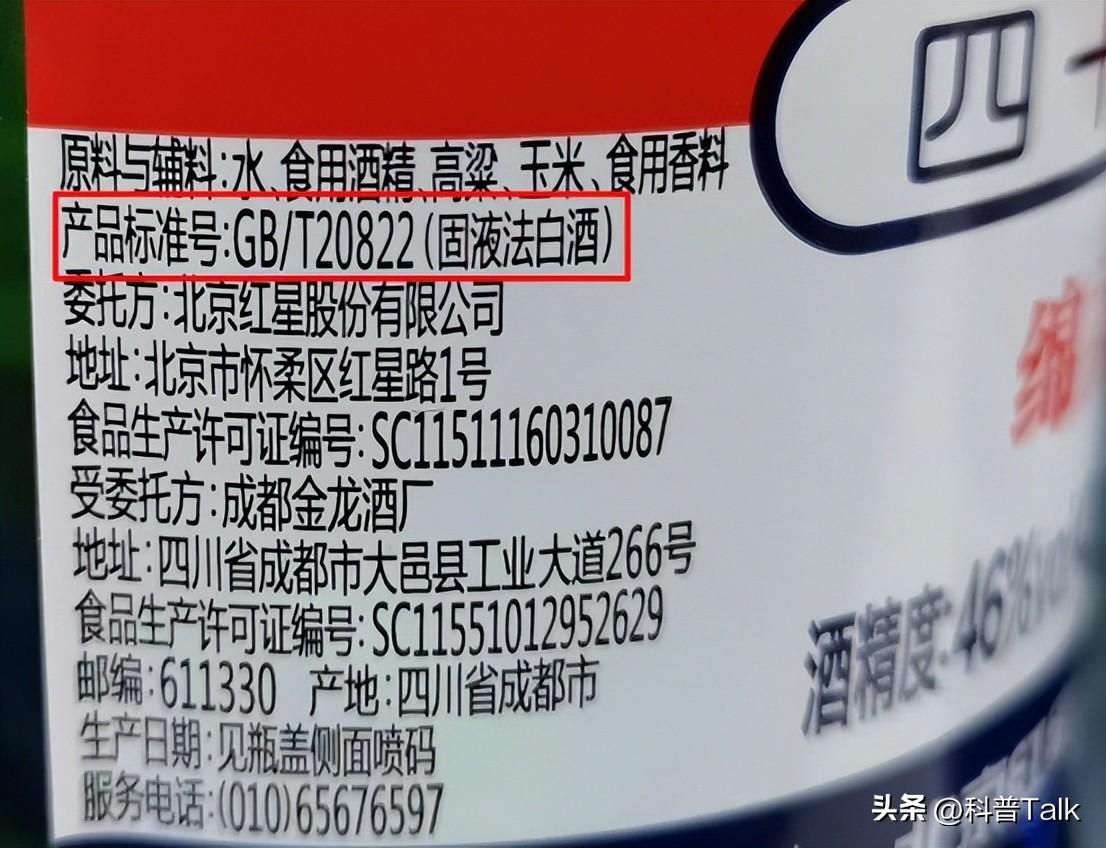 四
原料与辅料:水、食用酒精、高粱、玉米、食用香料
产品标准号:GB/T20822(固液法白酒)
委托方:北京红星股份有限公司
地址:北京市怀柔区红星路1号
食品生产许可证编号:SC11511160310087
受委托方:成都金龙酒厂
地址:四川省成都市大邑县工业大道266号
食品生产许可证编号:SC11551012952629
邮编:611330 产地:四川省成都市
生产日期:见瓶盖侧面喷码
服务电话:(010)65676597
绵
酒精度:46%vol
头条 @科普Talk